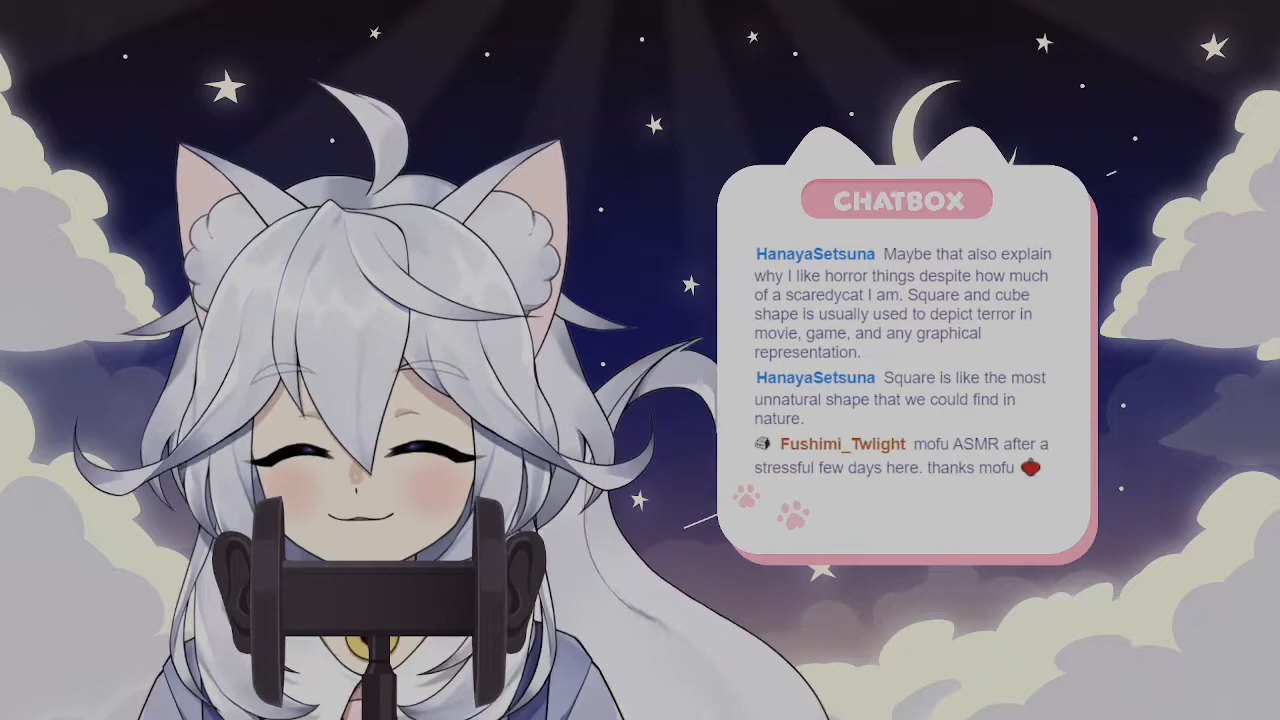 CHATBOX
HanayaSetsuna Maybe that also explain
why I like horror things despite how much
of a scaredycat I am. Square and cube
shape is usually used to depict terror in
movie, game, and any graphical
representation.
HanayaSetsuna Square is like the most
unnatural shape that we could find in
nature.
Fushimi_Twlight mofu ASMR after a
stressful few days here. thanks mofu